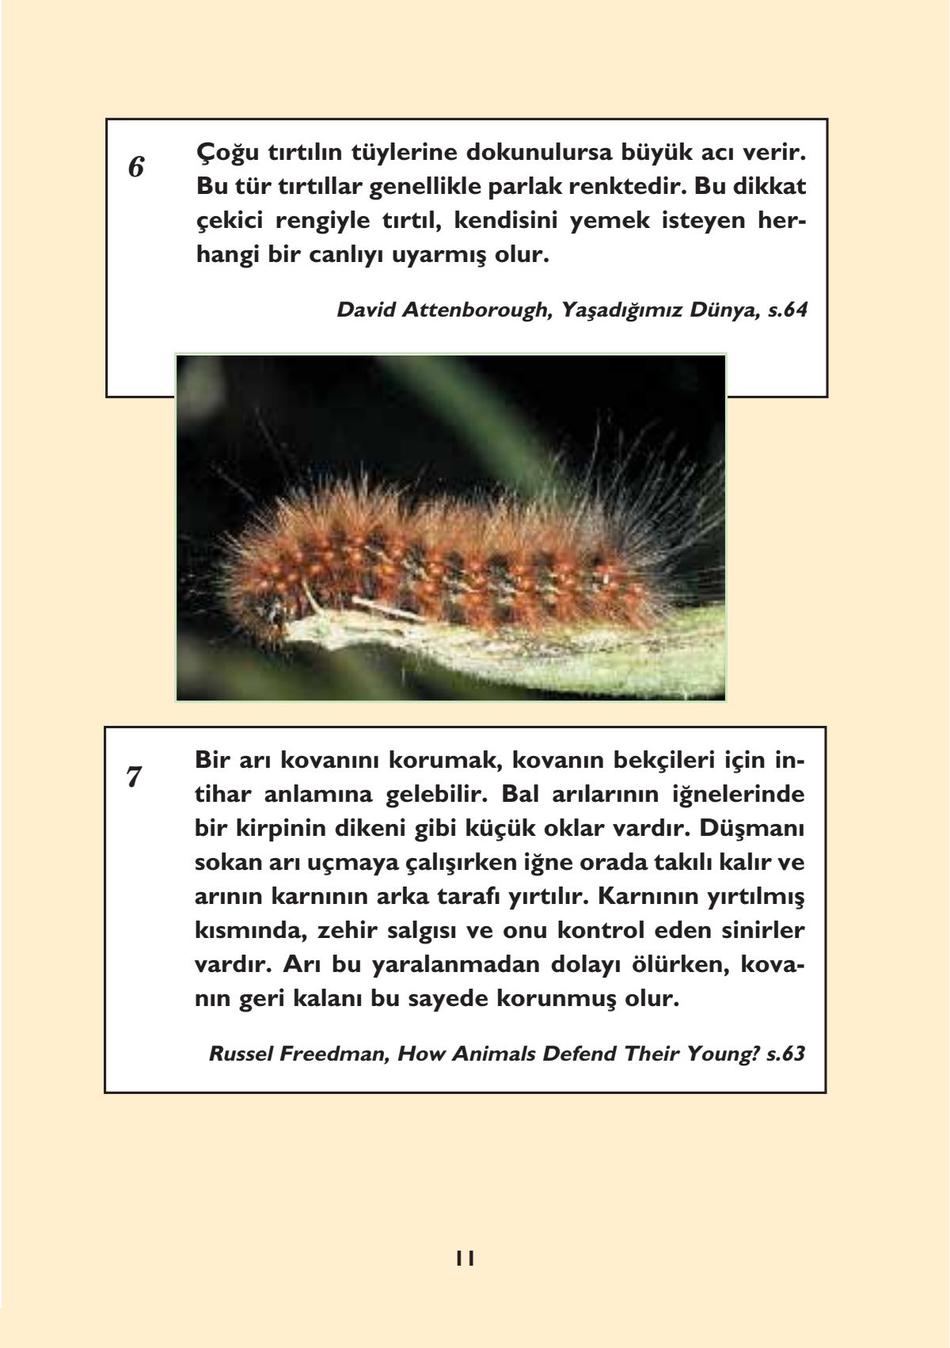 6
Çoğu tırtılın tüylerine dokunulursa büyük acı verir.
Bu tür tırtıllar genellikle parlak renktedir. Bu dikkat
çekici rengiyle tırtıl, kendisini yemek isteyen her-
hangi bir canlıyı uyarmış olur.
David Attenborough, Yaşadığımız Dünya, s.64
7
Bir arı kovanını korumak, kovanın bekçileri için in-
tihar anlamına gelebilir. Bal arılarının iğnelerinde
bir kirpinin dikeni gibi küçük oklar vardır. Düşmanı
sokan arı uçmaya çalışırken iğne orada takılı kalır ve
arının karnının arka tarafı yırtılır. Karnının yırtılmış
kısmında, zehir salgısı ve onu kontrol eden sinirler
vardır. Arı bu yaralanmadan dolayı ölürken, kova-
nın geri kalanı bu sayede korunmuş olur.
Russel Freedman, How Animals Defend Their Young? s.63
11